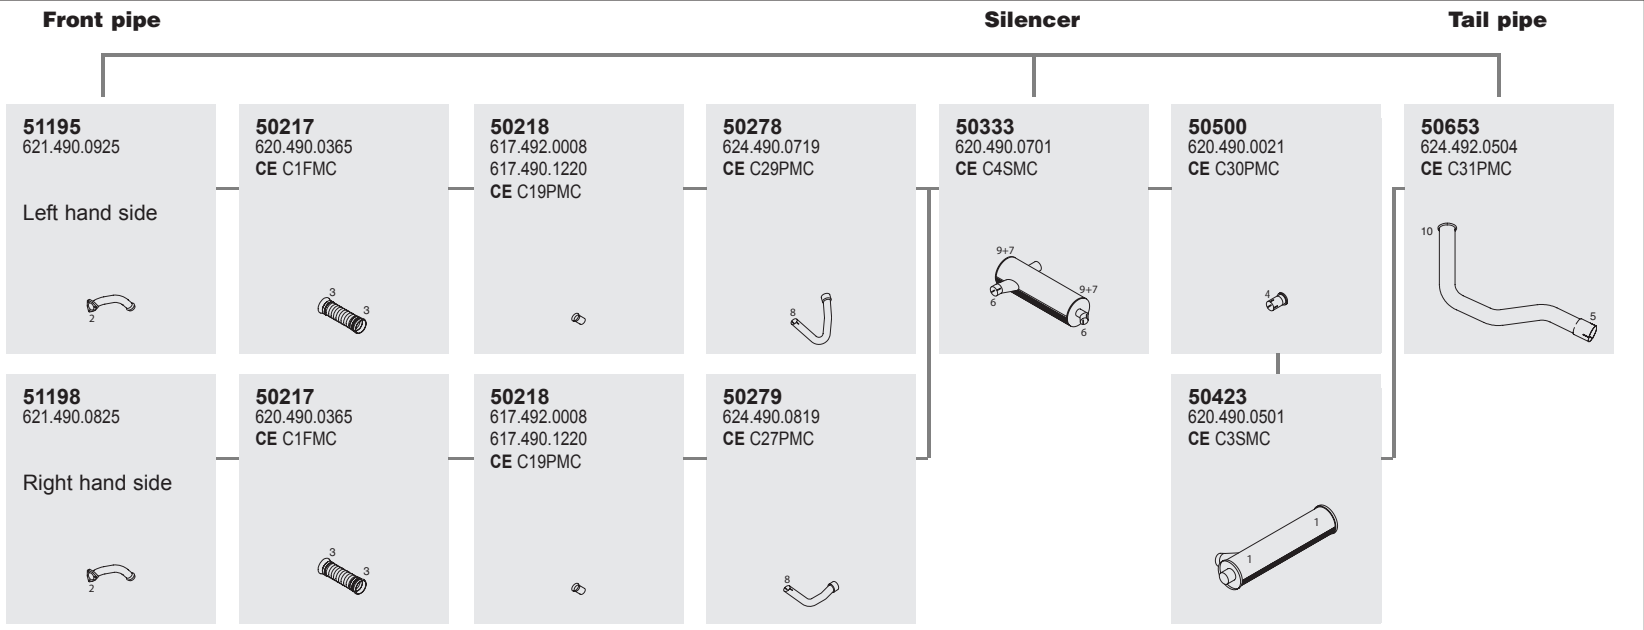 Front pipe
Silencer
Tail pipe
51195
621.490.0925
Left hand side
2
50217
620.490.0365
CE C1FMC
3
3
50218
617.492.0008
617.490.1220
CE C19PMC
50278
624.490.0719
CE C29PMC
8
50333
620.490.0701
CE C4SMC
9+7
9+7
6
6
50500
620.490.0021
CE C30PMC
4
50653
624.492.0504
CE C31PMC
10
5
51198
621.490.0825
Right hand side
2
50217
620.490.0365
CE C1FMC
3
3
50218
617.492.0008
617.490.1220
CE C19PMC
50279
624.490.0819
CE C27PMC
8
50423
620.490.0501
CE C3SMC
1
1